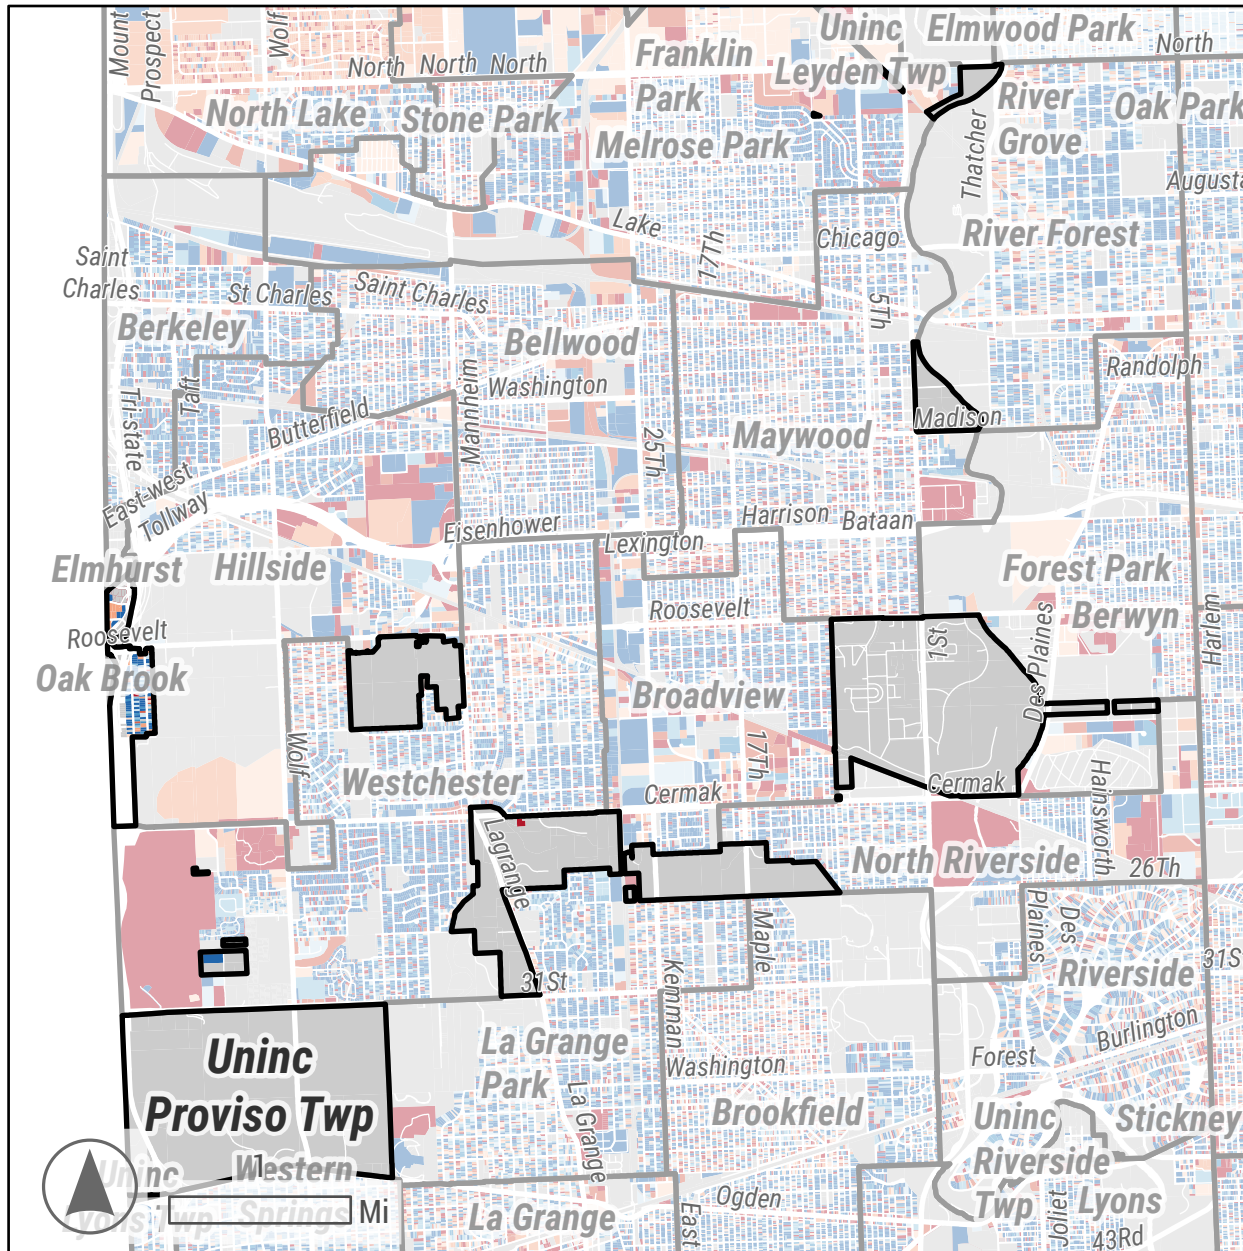 Mount
Prospect
Wolf
North
North
North
Franklin
Park
Uninc
Leyden Twp
Elmwood Park
North
North Lake
Stone Park
Melrose Park
River
Grove
Oak Park
Thatcher
Augusta
Lake
17Th
Chicago
River Forest
Saint
Charles
St Charles
Saint Charles
5Th
Berkeley
Bellwood
Washington
Randolph
Tri-state
Taft
Butterfield
Mannheim
25Th
Maywood
Madison
East-west
Tollway
Eisenhower
Lexington
Harrison
Bataan
Elmhurst
Hillside
Forest Park
Roosevelt
Roosevelt
Berwyn
Harlem
Oak Brook
1St
Des Plaines
Broadview
Wolf
17Th
Westchester
Cermak
Cermak
Hainsworth
Lagrange
North Riverside
26Th
Maple
Des
Plaines
Kemman
31St
Riverside
31S
La Grange
Park
Washington
Forest
Burlington
Uninc
Proviso Twp
La Grange
Brookfield
Uninc
Riverside
Twp
Stickney
Uninc
Lyons Twp
Western
Springs
1
Mi
La Grange
Ogden
East
Joliet
Lyons
43Rd